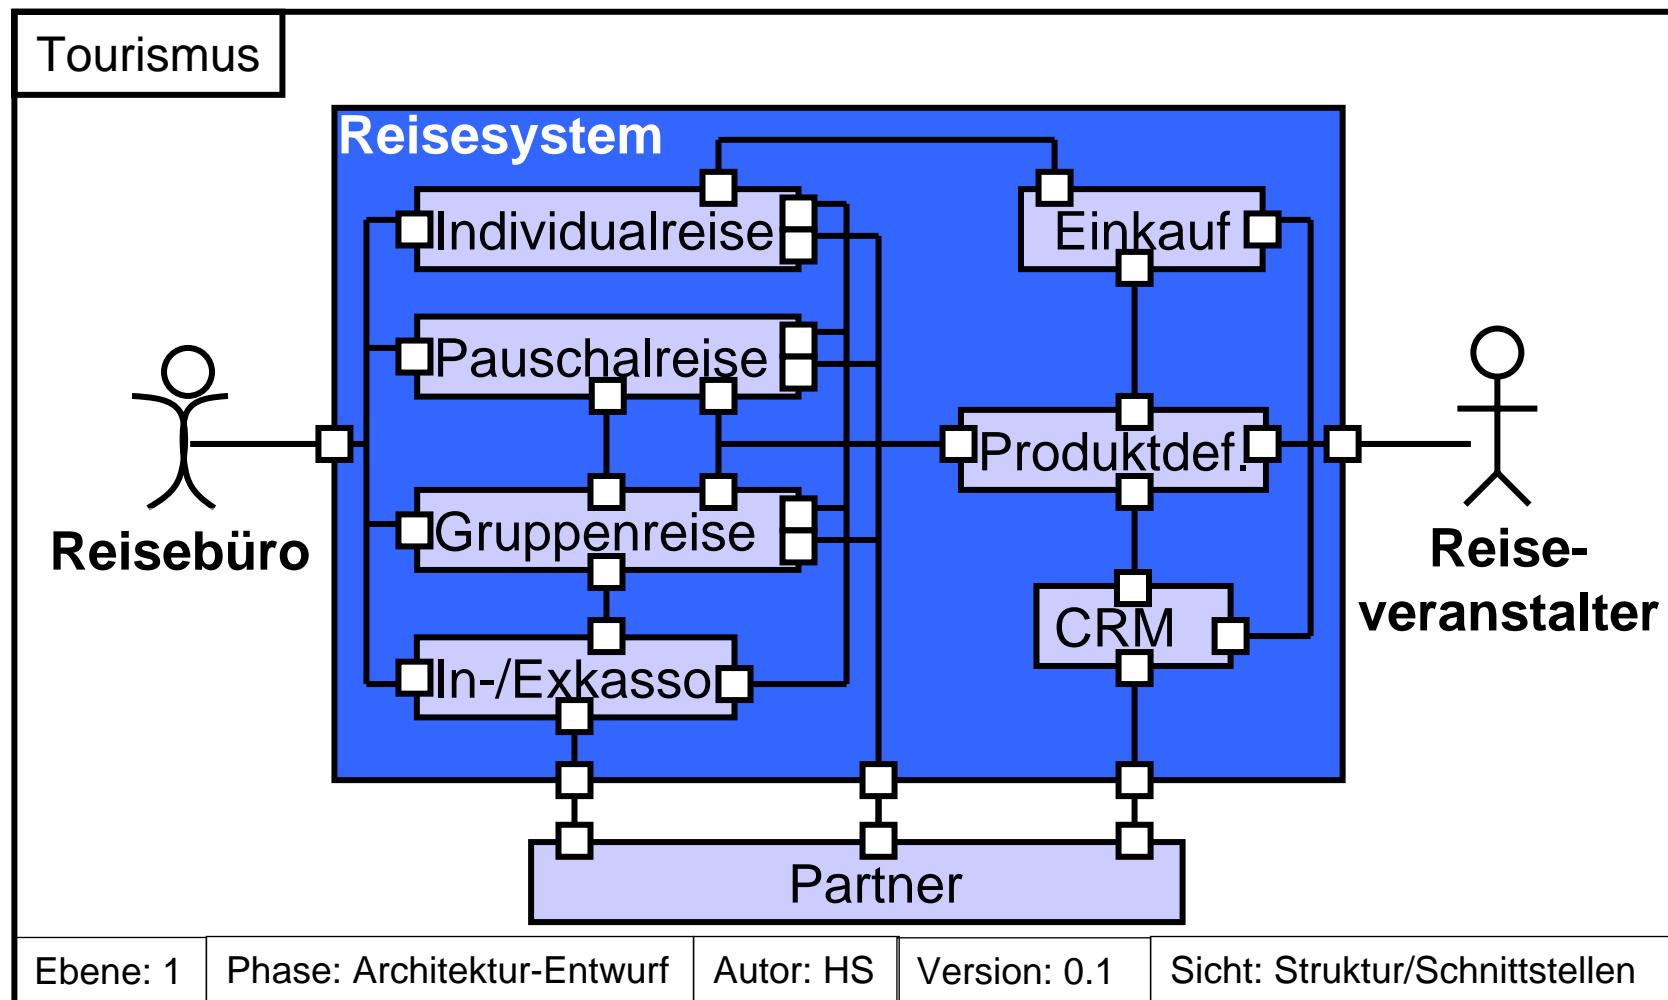 Tourismus
Reisesystem
Individualreise
Einkauf
Pauschalreise
Produktdef.
Reisebüro
Gruppenreise
Reise-
veranstalter
In-/Exkasso
CRM
Partner
Ebene: 1
Phase: Architektur-Entwurf
Autor: HS
Version: 0.1
Sicht: Struktur/Schnittstellen